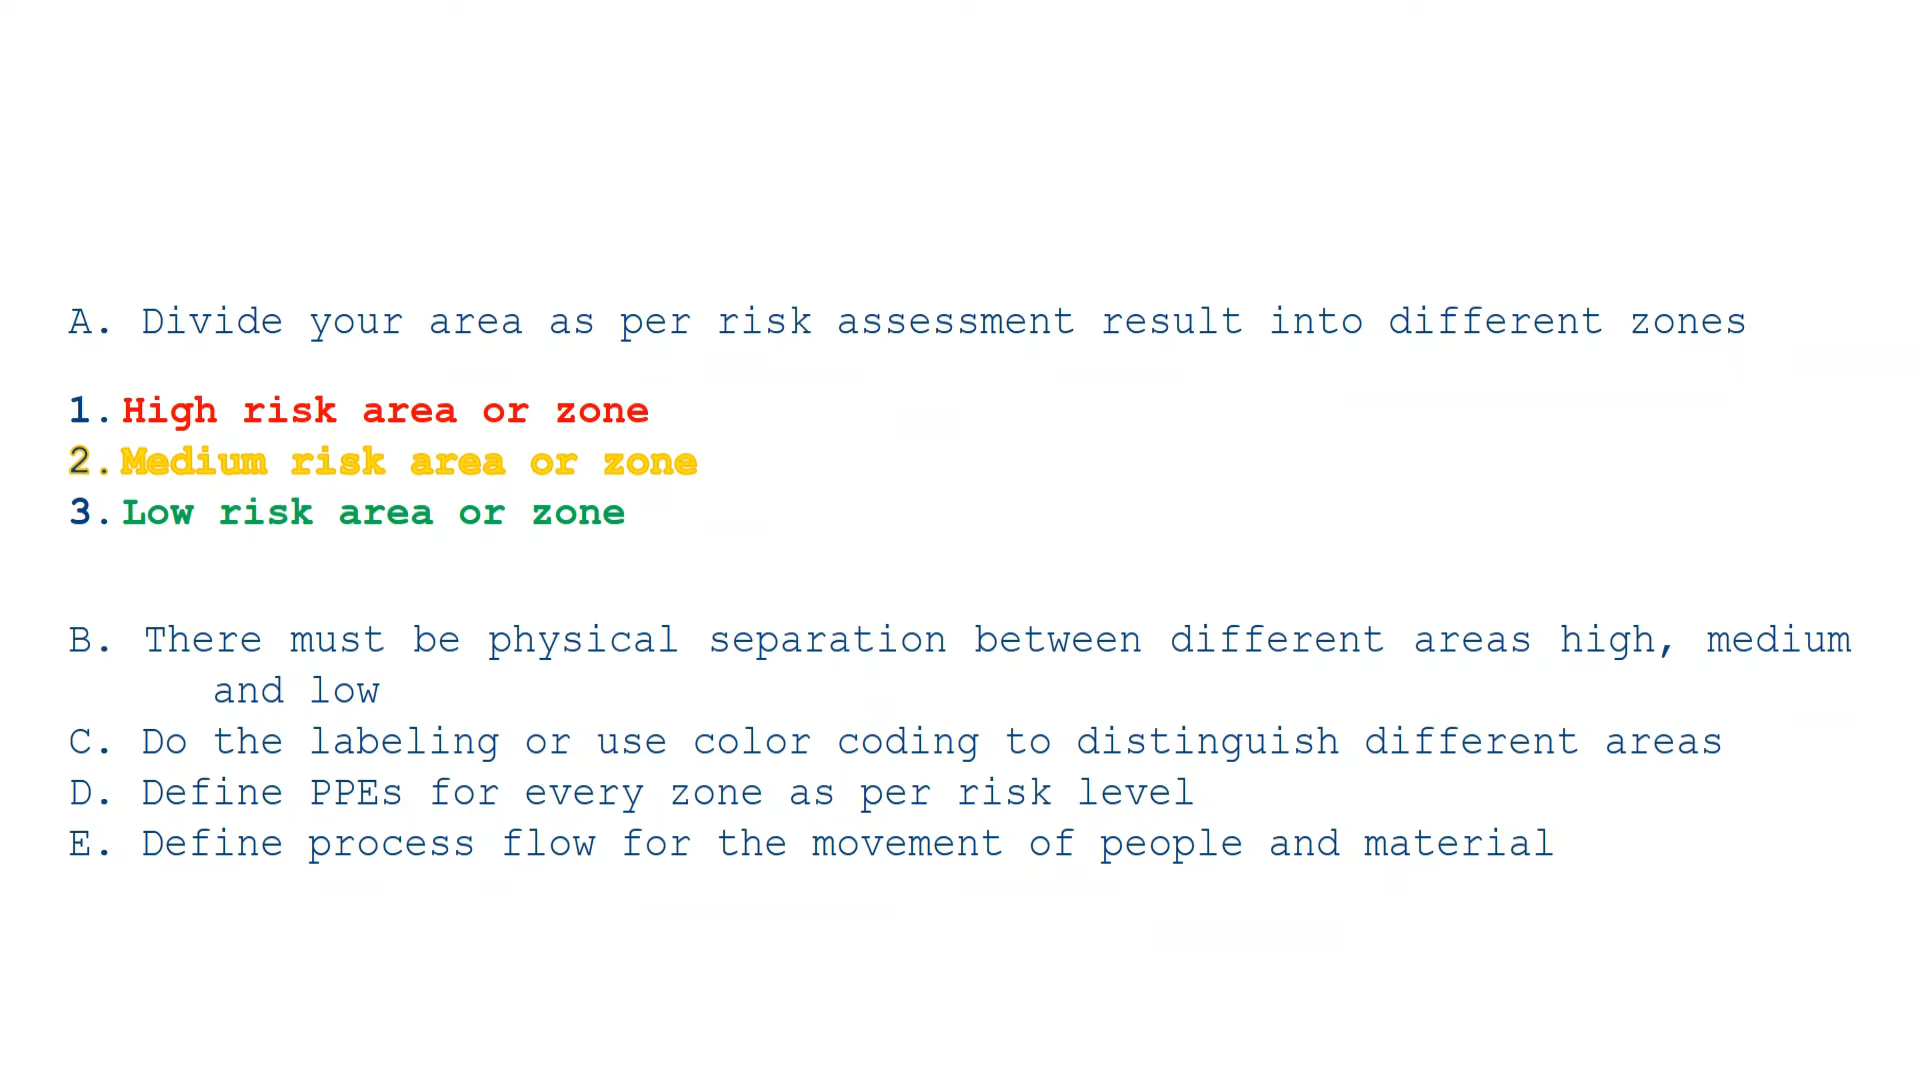 A. Divide your area as per risk assessment result into different zones
1. High risk area or zone
2. Medium risk area or zone
3. Low risk area or zone
B. There must be physical separation between different areas high, medium
and low
C. Do the labeling or use color coding to distinguish different areas
D. Define PPEs for every zone as per risk level
E. Define process flow for the movement of people and material